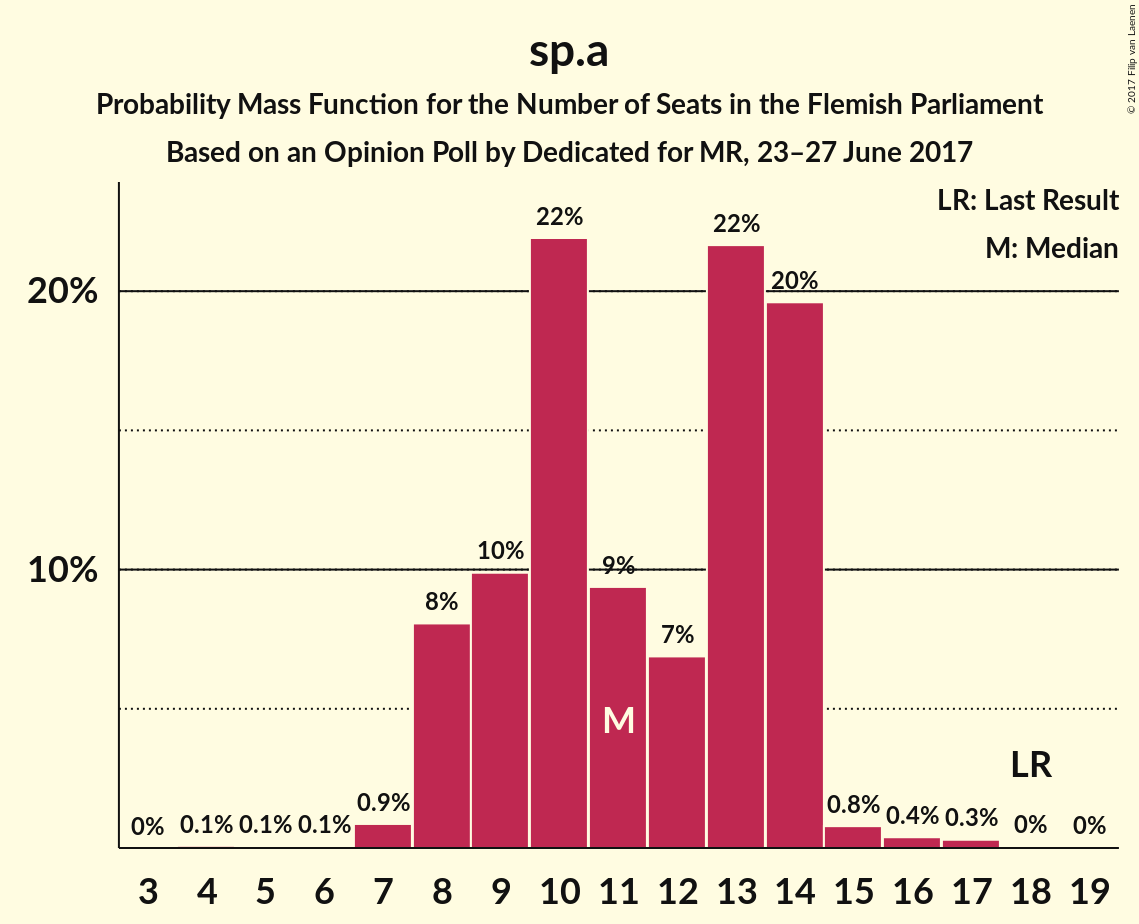 sp.a
Probability Mass Function for the Number of Seats in the Flemish Parliament
Based on an Opinion Poll by Dedicated for MR, 23–27 June 2017
© 2017 Filip van Laenen
LR: Last Result
M: Median
20%
10%
0% 0.1% 0.1% 0.1% 0.9% 8% 10% 22% 9% 7% 22% 20% 0.8% 0.4% 0.3% 0% 0%
M
LR
3 4 5 6 7 8 9 10 11 12 13 14 15 16 17 18 19